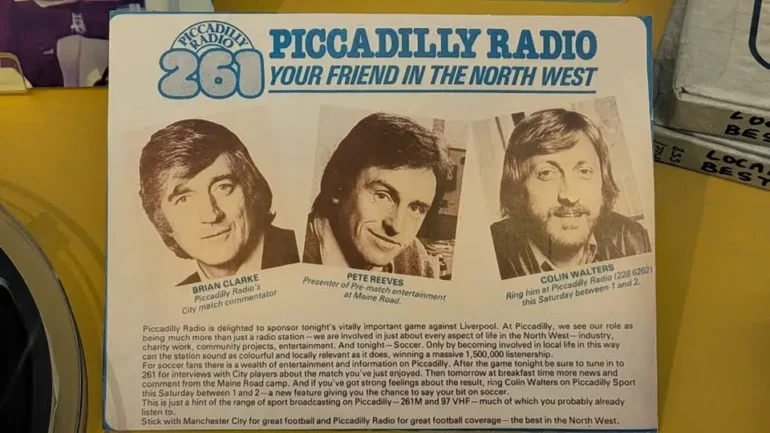 PICCADILLY RADIO
261
PICCADILLY RADIO
YOUR FRIEND IN THE NORTH WEST
BRIAN CLARKE
Piccadilly Radio's
City match commentator
PETE REEVES
Presenter of Pre-match entertainment
at Maine Road.
COLIN WALTERS (228 6262)
Ring him at Piccadilly Radio
this Saturday between 1 and 2.
Piccadilly Radio is delighted to sponsor tonight's vitally important game against Liverpool. At Piccadilly, we see our role as
being much more than just a radio station – we are involved in just about every aspect of life in the North West – industry,
charity work, community projects, entertainment. And tonight – Soccer. Only by becoming involved in local life in this way
can the station sound as colourful and locally relevant as it does, winning a massive 1,500,000 listenership.
For soccer fans there is a wealth of entertainment and information on Piccadilly. After the game tonight be sure to tune in to
261 for interviews with City players about the match you've just enjoyed. Then tomorrow at breakfast time more news and
comment from the Maine Road camp. And if you've got strong feelings about the result, ring Colin Walters on Piccadilly Sport
this Saturday between 1 and 2 – a new feature giving you the chance to say your bit on soccer.
This is just a hint of the range of sport broadcasting on Piccadilly – 261M and 97 VHF – much of which you probably already
listen to.
Stick with Manchester City for great football and Piccadilly Radio for great football coverage – the best in the North West.
BES
LOCA
BEST